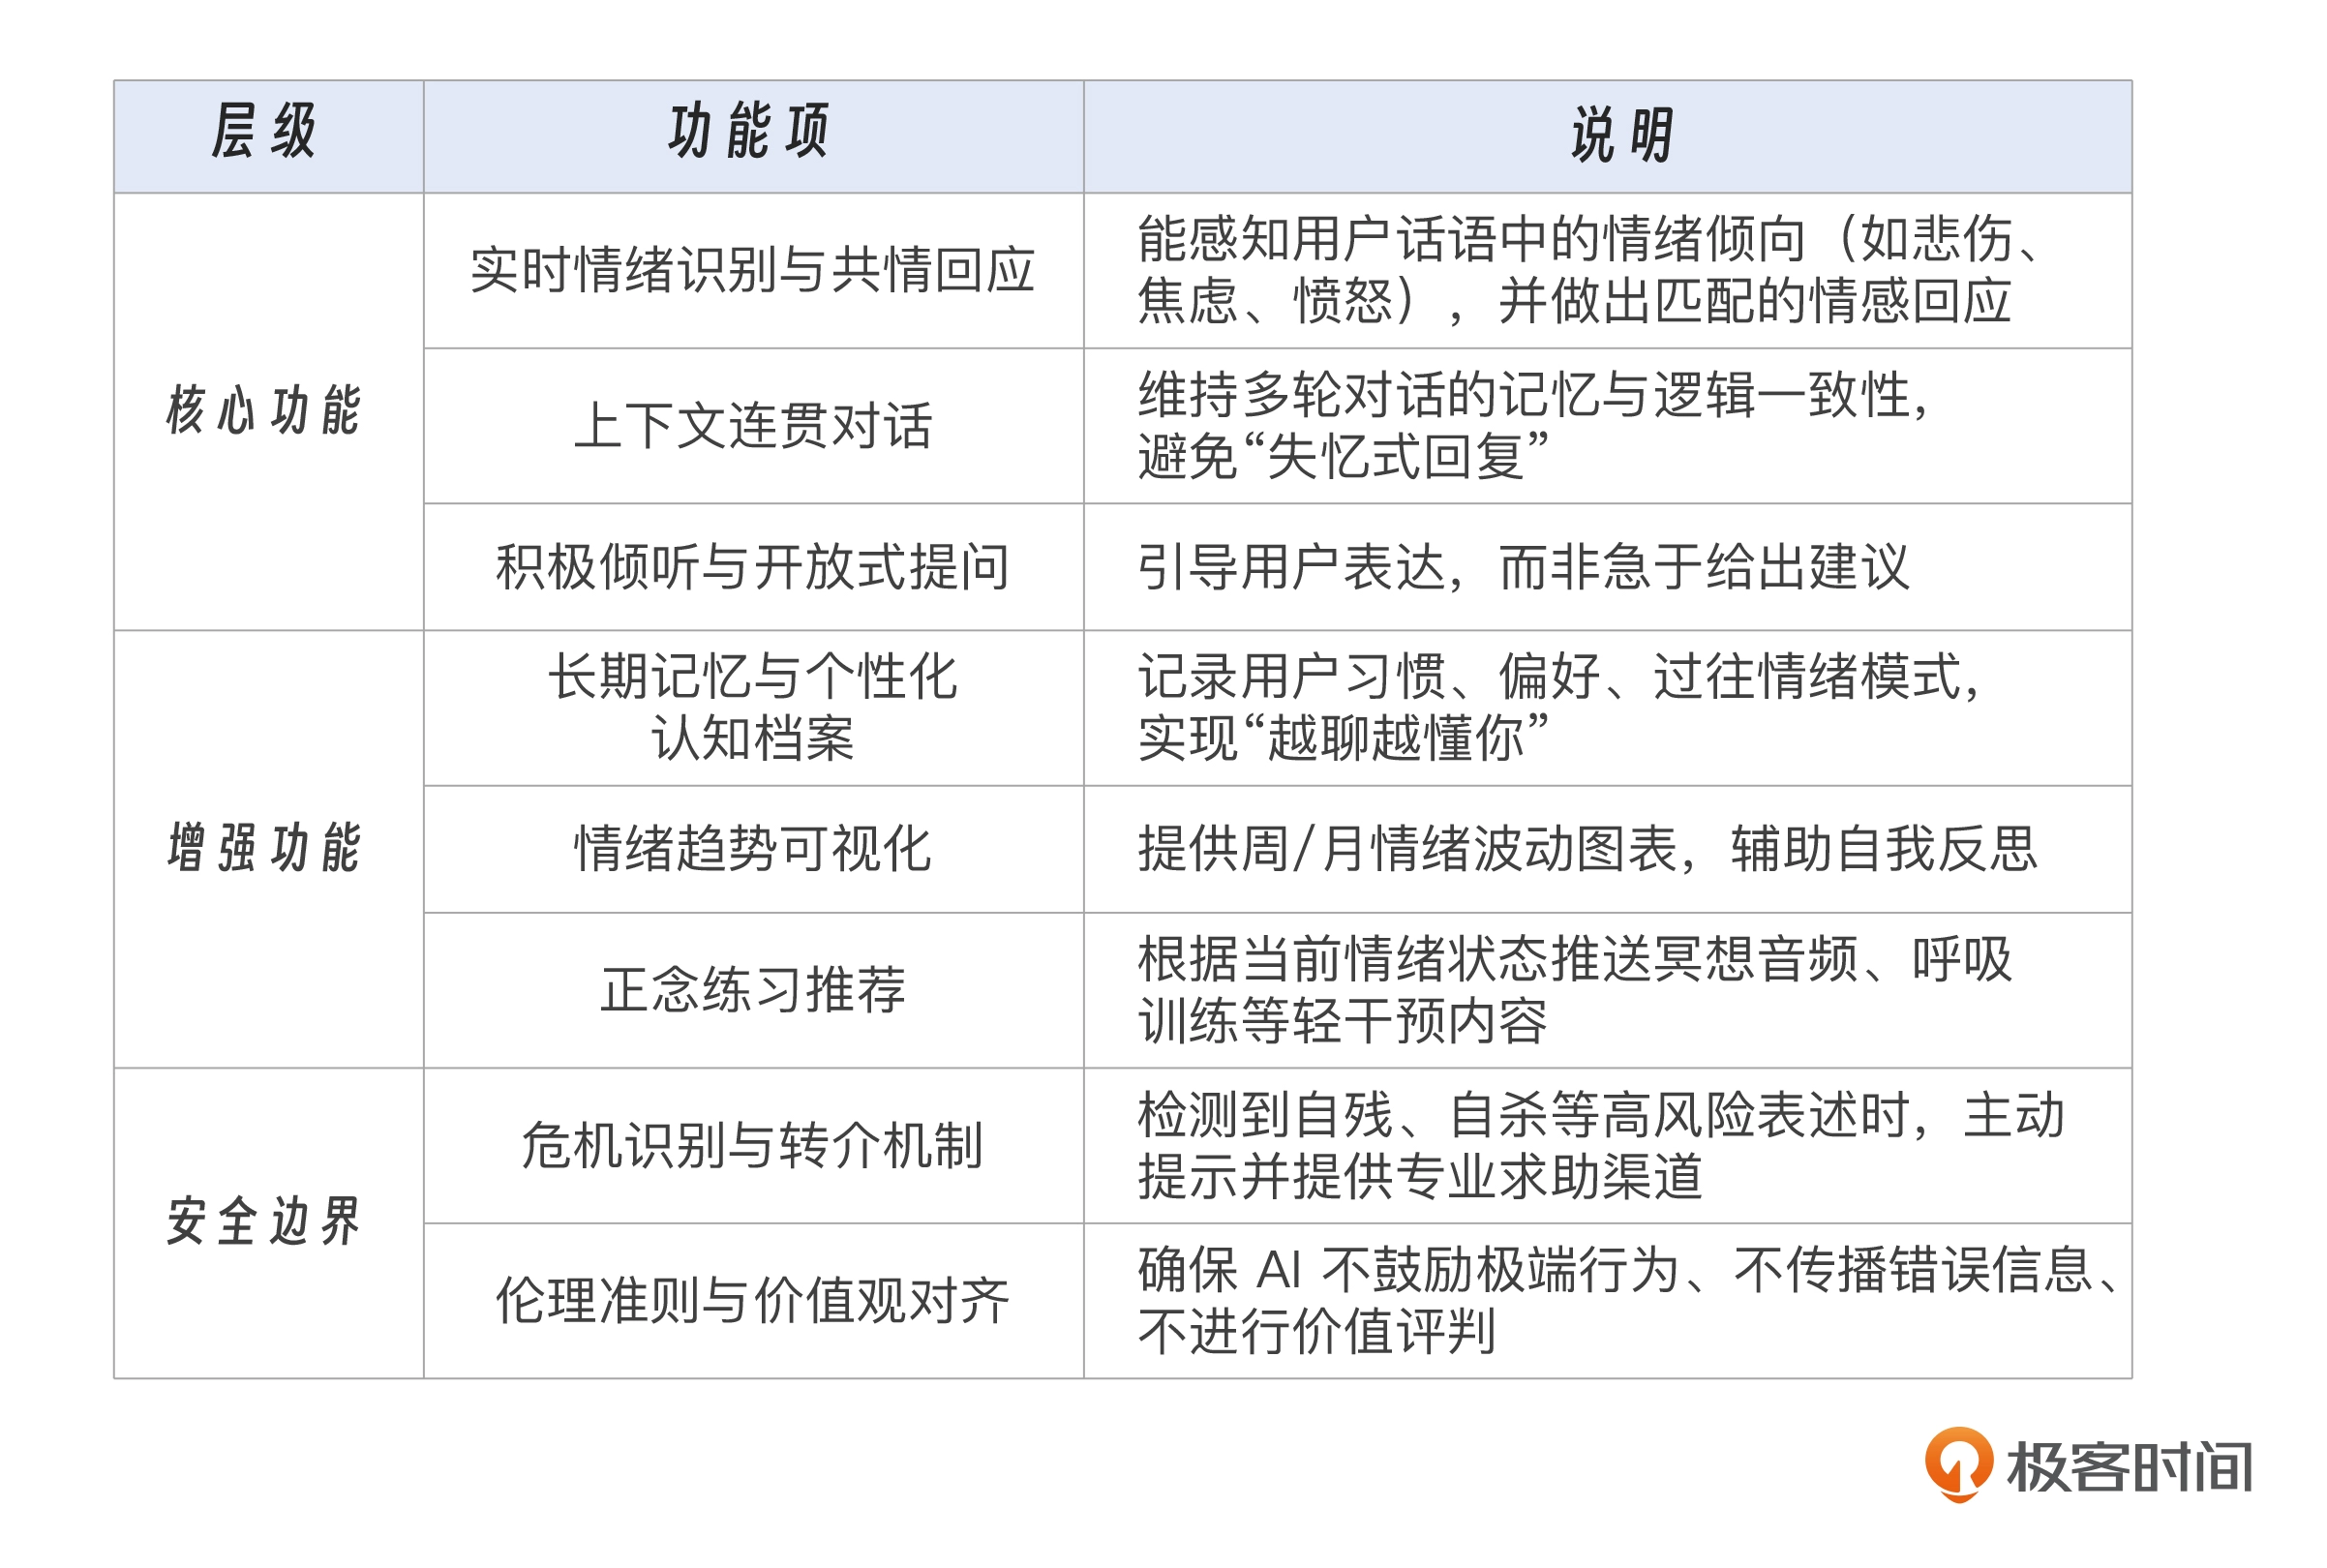 层级 功能项 说明
核心功能
实时情绪识别与共情回应
能感知用户话语中的情绪倾向（如悲伤、
焦虑、愤怒），并做出匹配的情感回应
上下文连贯对话
维持多轮对话的记忆与逻辑一致性，
避免“失忆式回复”
积极倾听与开放式提问
引导用户表达，而非急于给出建议
增强功能
长期记忆与个性化
认知档案
记录用户习惯、偏好、过往情绪模式，
实现“越聊越懂你”
情绪趋势可视化
提供周/月情绪波动图表，辅助自我反思
正念练习推荐
根据当前情绪状态推送冥想音频、呼吸
训练等轻干预内容
安全边界
危机识别与转介机制
检测到自残、自杀等高风险表述时，主动
提示并提供专业求助渠道
伦理准则与价值观对齐
确保 AI 不鼓励极端行为、不传播错误信息、
不进行价值评判
极客时间